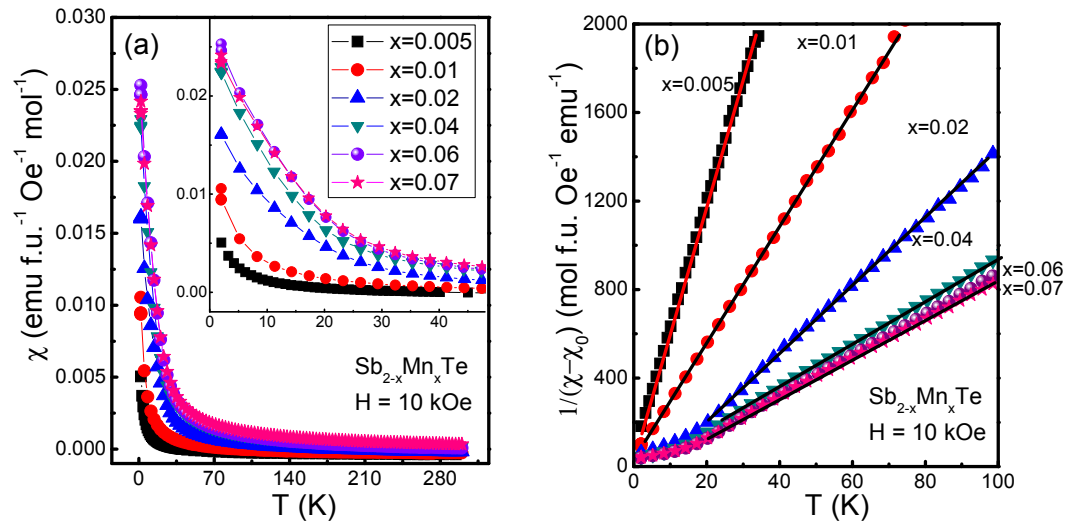 (a)
χ (emu f.u.⁻¹ Oe⁻¹ mol⁻¹)
0.030
0.025
0.020
0.015
0.010
0.005
0.000
0.02
0.01
0.00
0 10 20 30 40
x=0.005
x=0.01
x=0.02
x=0.04
x=0.06
x=0.07
Sb₂₋ₓMnₓTe
H = 10 kOe
0 70 140 210 280
T (K)
(b)
1/(χ−χ₀) (mol f.u. Oe⁻¹ emu⁻¹)
2000
1600
1200
800
400
0
x=0.005
x=0.01
x=0.02
x=0.04
x=0.06
x=0.07
Sb₂₋ₓMnₓTe
H = 10 kOe
0 20 40 60 80 100
T (K)